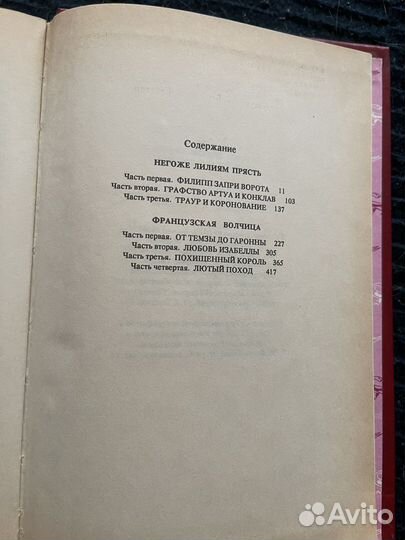 Содержание
НЕГОЖЕ ЛИЛИЯМ ПРЯСТЬ
Часть первая. ФИЛИПП ЗАПРИ ВОРОТА 11
Часть вторая. ГРАФСТВО АРТУА И КОНКЛАВ 103
Часть третья. ТРАУР И КОРОНОВАНИЕ 137
ФРАНЦУЗСКАЯ ВОЛЧИЦА
Часть первая. ОТ ТЕМЗЫ ДО ГАРОННЫ 227
Часть вторая. ЛЮБОВЬ ИЗАБЕЛЛЫ 305
Часть третья. ПОХИЩЕННЫЙ КОРОЛЬ 365
Часть четвертая. ЛЮТЫЙ ПОХОД 417
Avito